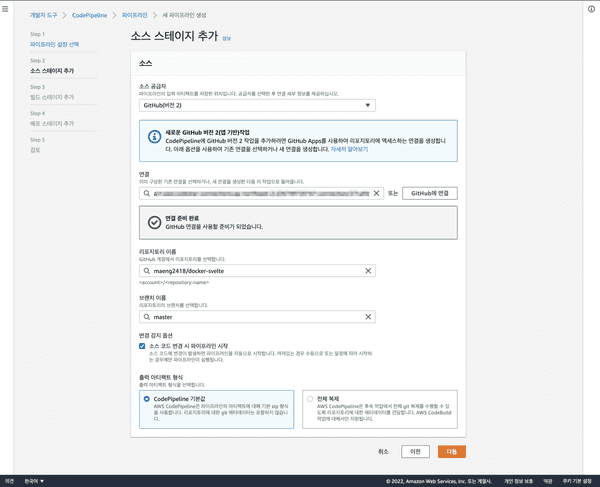 개발자 도구 > CodePipeline > 파이프라인 > 새 파이프라인 생성
Step 1
파이프라인 설정 선택
Step 2
소스 스테이지 추가
Step 3
빌드 스테이지 추가
Step 4
배포 스테이지 추가
Step 5
검토
소스 스테이지 추가 정보
소스
소스 공급자
파이프라인의 입력 아티팩트를 저장한 위치입니다. 공급자를 선택한 후 연결 세부 정보를 제공하십시오.
GitHub(버전 2)
새로운 GitHub 버전 2(앱 기반)작업
CodePipeline에 GitHub 버전 2 작업을 추가하려면 GitHub Apps를 사용하여 리포지토리에 액세스하는 연결을 생성합니다.
아래 옵션을 사용하여 기존 연결을 선택하거나 새 연결을 생성합니다. 자세히 알아보기
연결
이미 구성한 기존 연결을 선택하거나, 새 연결을 생성한 다음 이 작업으로 돌아옵니다.
또는
GitHub에 연결
연결 준비 완료
GitHub 연결을 사용할 준비가 되었습니다.
리포지토리 이름
GitHub 계정에서 리포지토리를 선택합니다.
maeng2418/docker-svelte
<account>/<repository-name>
브랜치 이름
리포지토리의 브랜치를 선택합니다.
master
변경 감지 옵션
소스 코드 변경 시 파이프라인 시작
소스 코드에 변경이 발생하면 파이프라인을 자동으로 시작합니다. 꺼져있는 경우 수동으로 또는 일정에 따라 시작하
는 경우에만 파이프라인이 실행됩니다.
출력 아티팩트 형식
출력 아티팩트 형식을 선택합니다.
CodePipeline 기본값
AWS CodePipeline은 파이프라인의 아티팩트에 대해 기본 zip 형식
을 사용합니다. 리포지토리에 대한 git 메타데이터는 포함하지 않습니
다.
전체 복제
AWS CodePipeline은 후속 작업에서 전체 git 복제를 수행할 수 있
도록 리포지토리에 대한 메타데이터를 전달합니다. AWS CodeBuild
작업에 대해서만 지원됩니다.
취소
이전
다음
의견
한국어
© 2022, Amazon Web Services, Inc. 또는 계열사.
개인 정보 보호
약관
쿠키 기본 설정